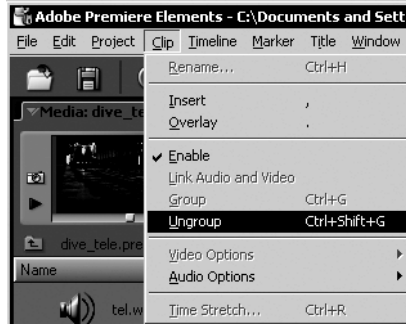 Adobe Premiere Elements - C:\Documents and Sett
File Edit Project Clip Timeline Marker Title Window
Rename... Ctrl+H
Media: dive_te
Insert ,
Overlay .
Enable
Link Audio and Video
Group Ctrl+G
Ungroup Ctrl+Shift+G
dive_tele.pre
Video Options
Name
Audio Options
tel.w
Time Stretch... Ctrl+R